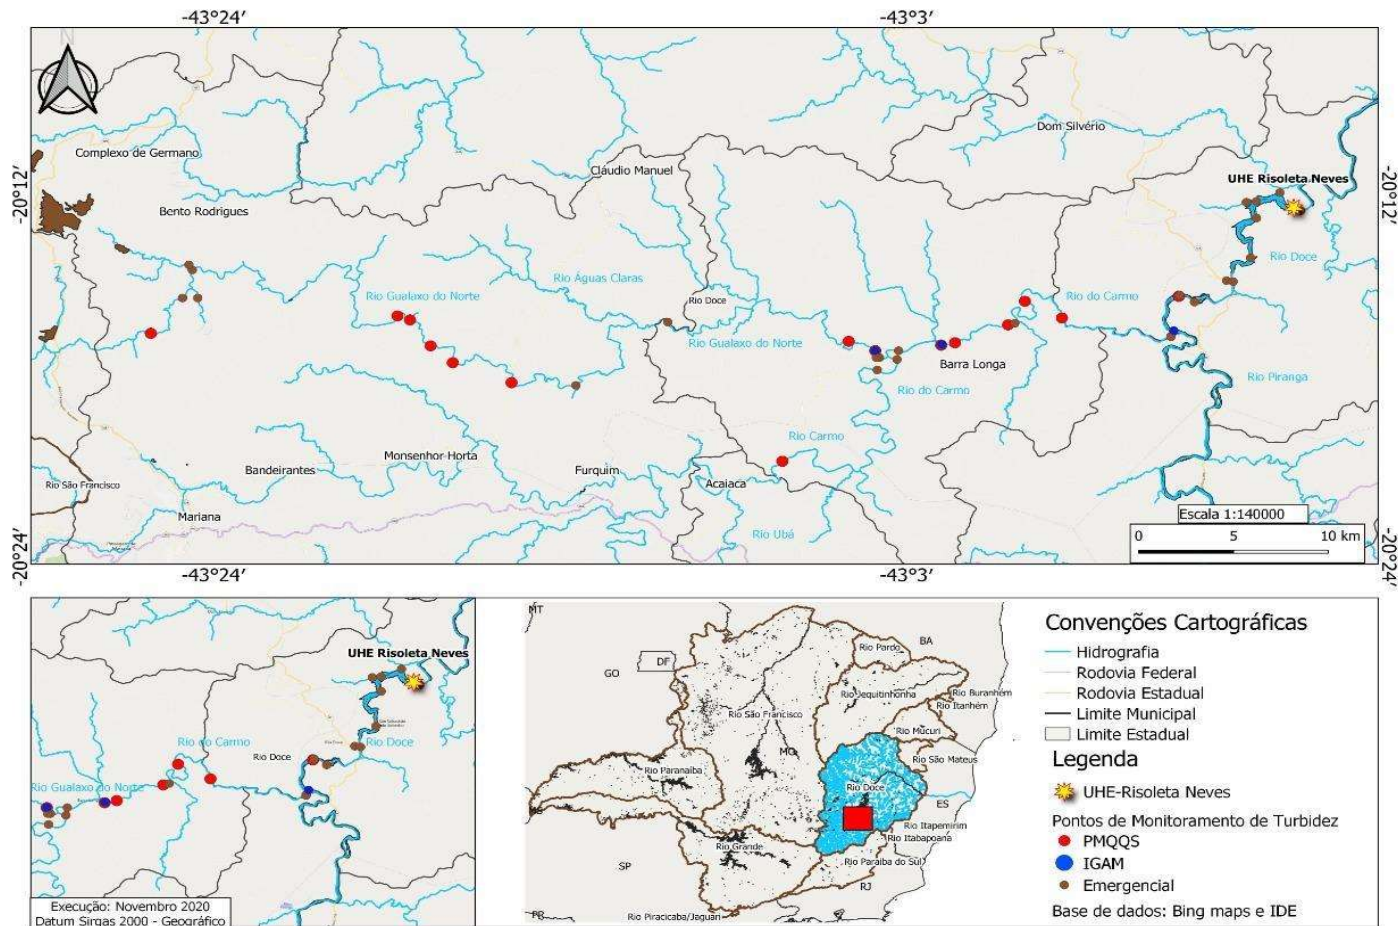 -43°24'
-43°3'
N
Dom Silvério
Complexo de Germano
Cláudio Manuel
-20°12'
UHE Risoleta Neves
-20°12'
Bento Rodrigues
Rio Doce
Rio Águas Claras
Rio Gualaxo do Norte
Rio Doce
Rio do Carmo
Rio Gualaxo do Norte
Barra Longa
Rio Piranga
Rio do Carmo
Rio Carmo
Monsenhor Horta
Bandeirantes
Furquim
Acaiaca
Rio São Francisco
Mariana
Rio Ubá
Escala 1:140000
0 5 10 km
-20°24'
-20°24'
-43°24'
-43°3'
UHE Risoleta Neves
Rio do Carmo
Rio Doce
Rio Doce
Rio Gualaxo do Norte
Execução: Novembro 2020
Datum Sirgas 2000 - Geográfico
MT
BA
DF
GO
Rio Pardo
Rio Jequitinhonha
Rio Buranhém
Rio Itanhém
Rio São Francisco
Rio Mucuri
MG
Rio São Mateus
Rio Paranaíba
Rio Doce
ES
Rio Itapemirim
Rio Itabapoana
Rio Grande
Rio Paraíba do Sul
SP
RJ
PR
Rio Piracicaba/Jaguari
Convenções Cartográficas
Hidrografia
Rodovia Federal
Rodovia Estadual
Limite Municipal
Limite Estadual
Legenda
UHE-Risoleta Neves
Pontos de Monitoramento de Turbidez
PMQQS
IGAM
Emergencial
Base de dados: Bing maps e IDE